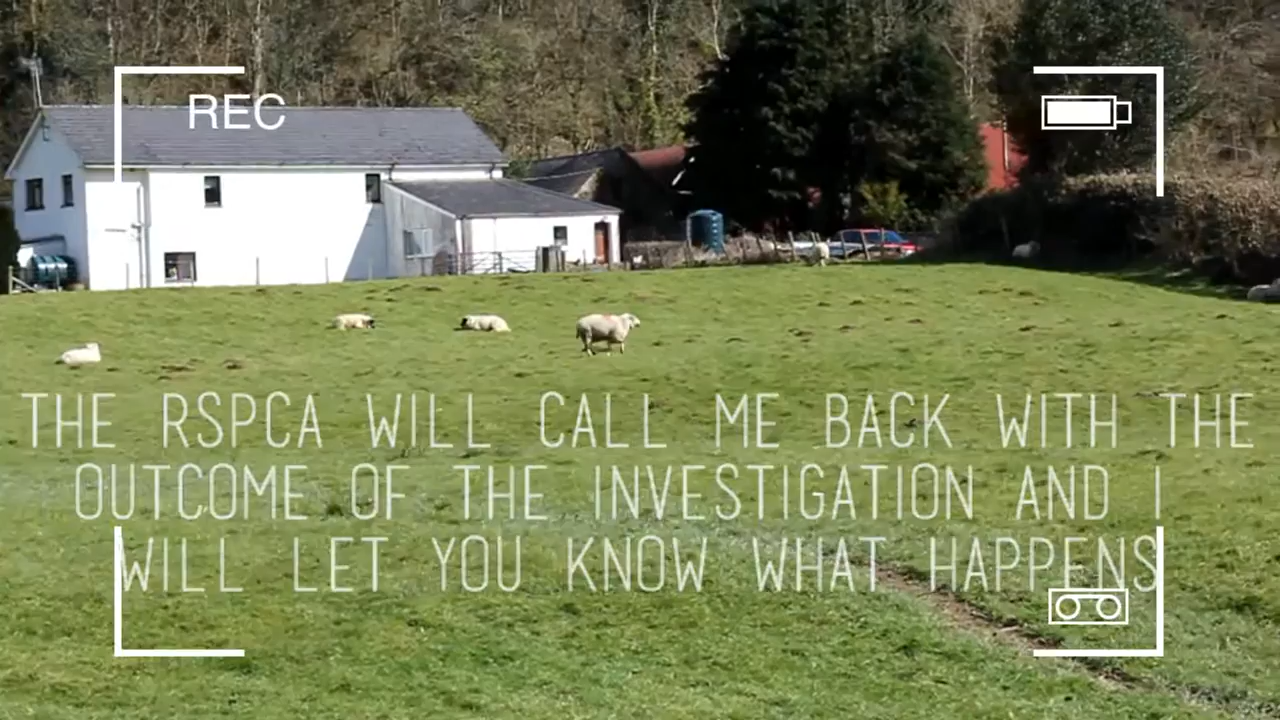 REC
THE RSPCA WILL CALL ME BACK WITH THE
OUTCOME OF THE INVESTIGATION AND I
WILL LET YOU KNOW WHAT HAPPENS